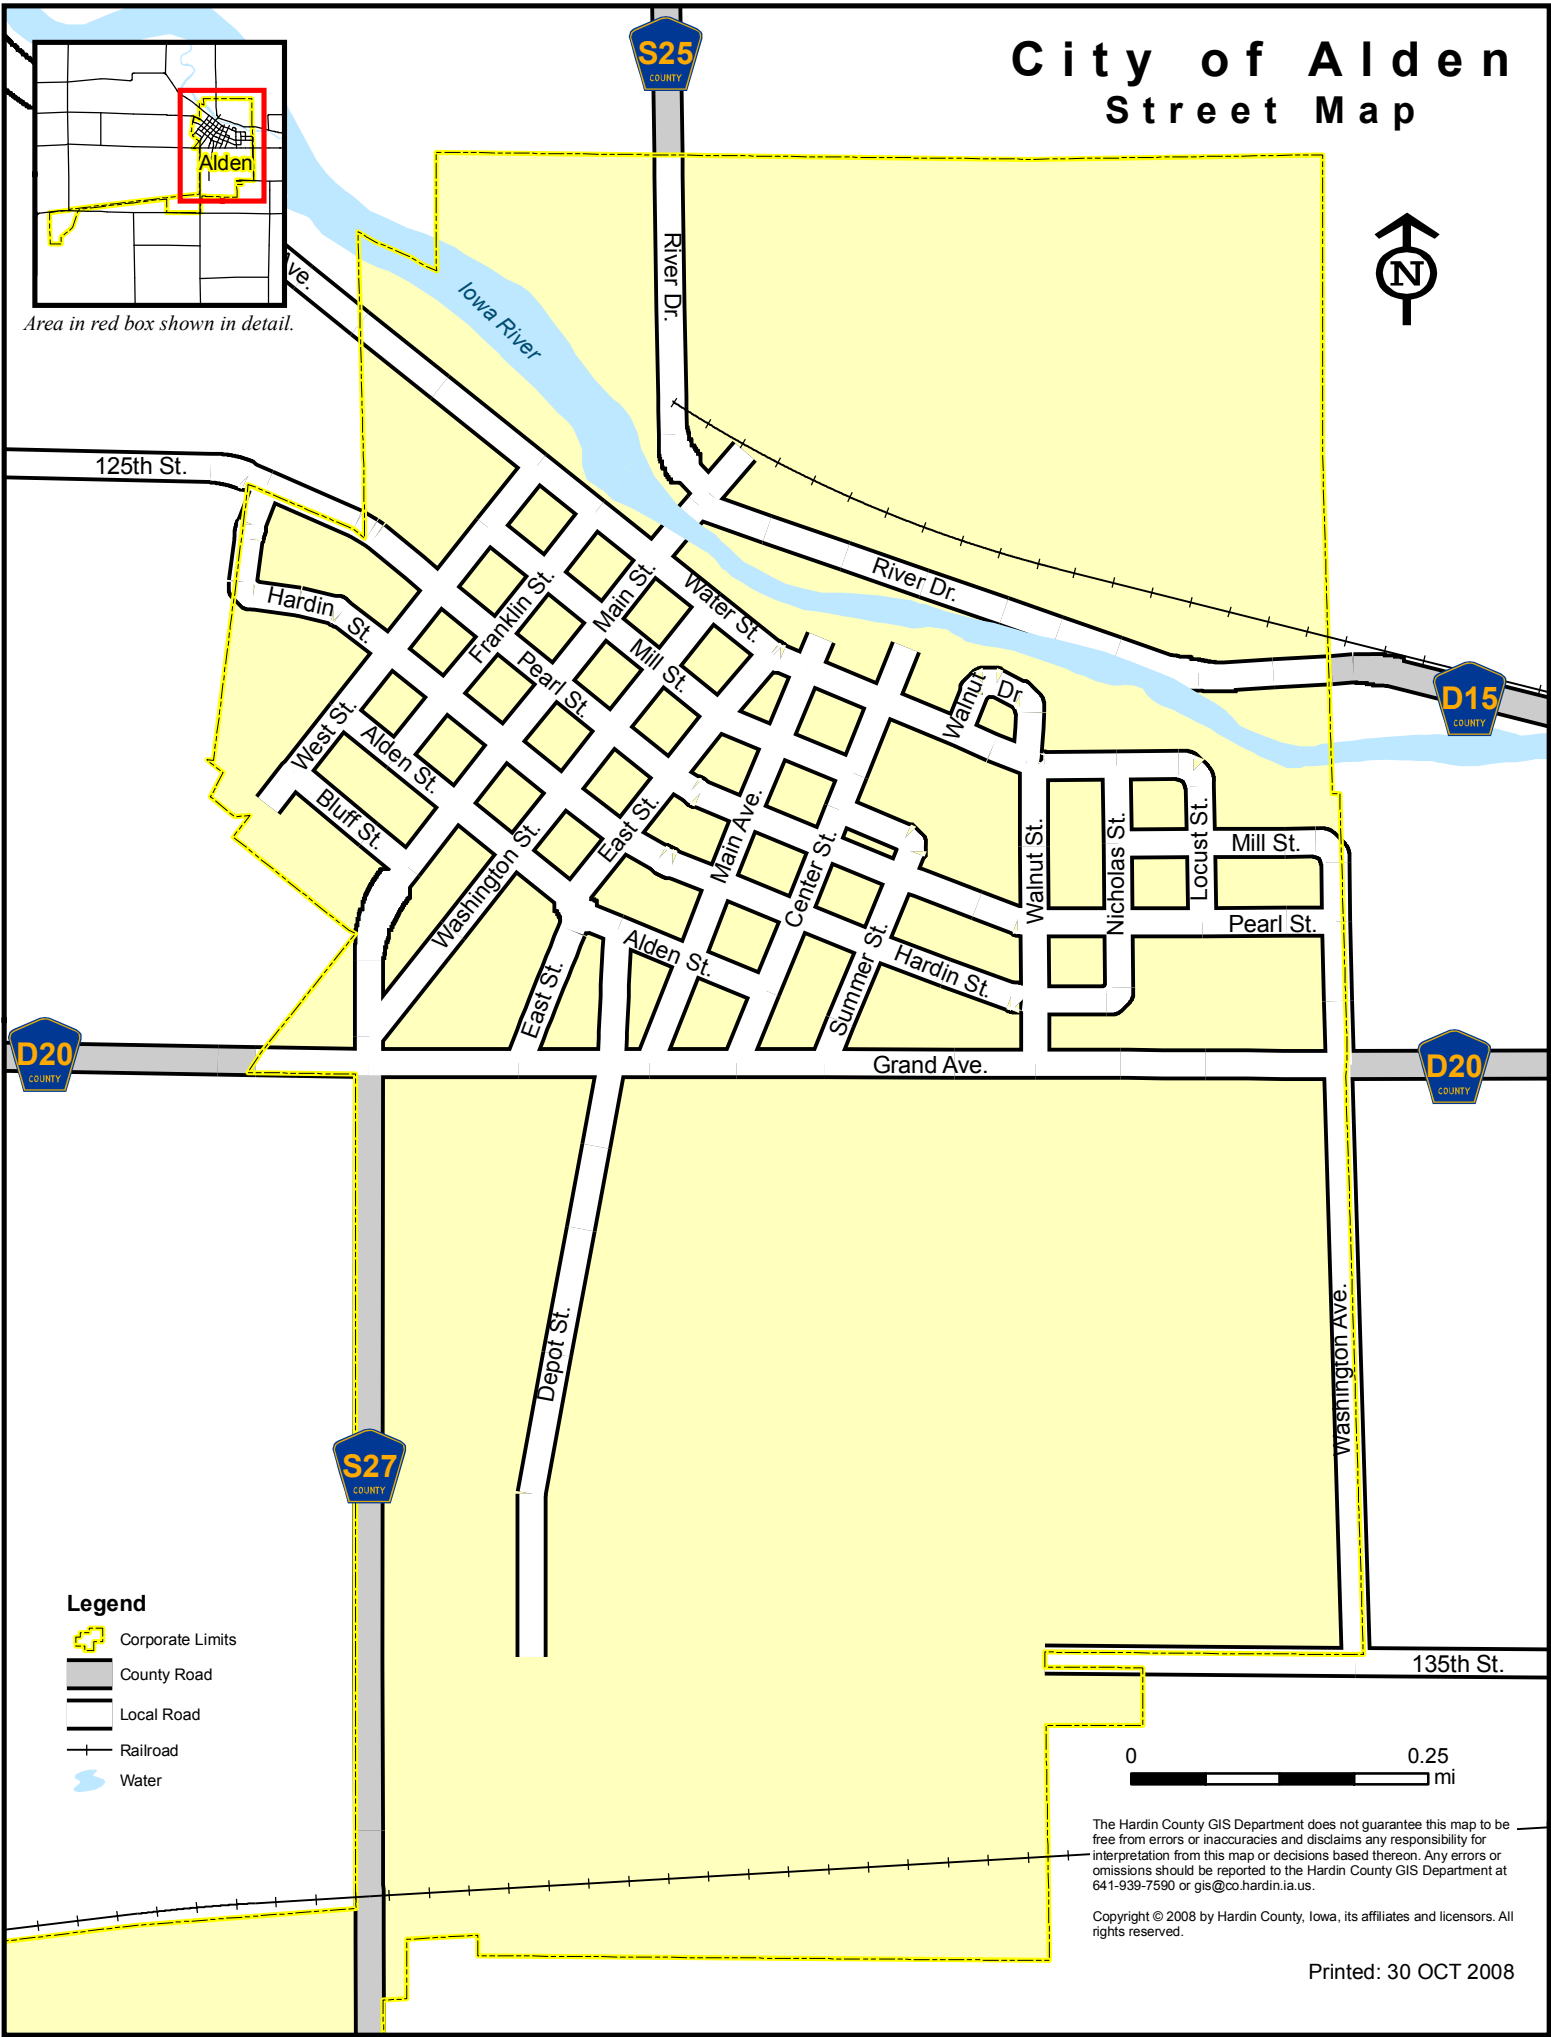 City of Alden
Street Map
S25
COUNTY
Alden
Area in red box shown in detail.
ve.
Iowa River
River Dr.
N
125th St.
Hardin
St.
Franklin St.
Main St.
Water St.
River Dr.
Pearl St.
Mill St.
Walnut
Dr
D15
COUNTY
West St.
Alden St.
Bluff St.
Washington St.
East St.
Main Ave.
Center St.
Walnut St.
Nicholas St.
Locust St.
Mill St.
Pearl St.
East St.
Alden St.
Summer St.
Hardin St.
D20
COUNTY
Grand Ave.
D20
COUNTY
Depot St.
Washington Ave.
S27
COUNTY
Legend
Corporate Limits
County Road
Local Road
Railroad
Water
135th St.
0 0.25
mi
The Hardin County GIS Department does not guarantee this map to be
free from errors or inaccuracies and disclaims any responsibility for
interpretation from this map or decisions based thereon. Any errors or
omissions should be reported to the Hardin County GIS Department at
641-939-7590 or gis@co.hardin.ia.us.
Copyright © 2008 by Hardin County, Iowa, its affiliates and licensors. All
rights reserved.
Printed: 30 OCT 2008